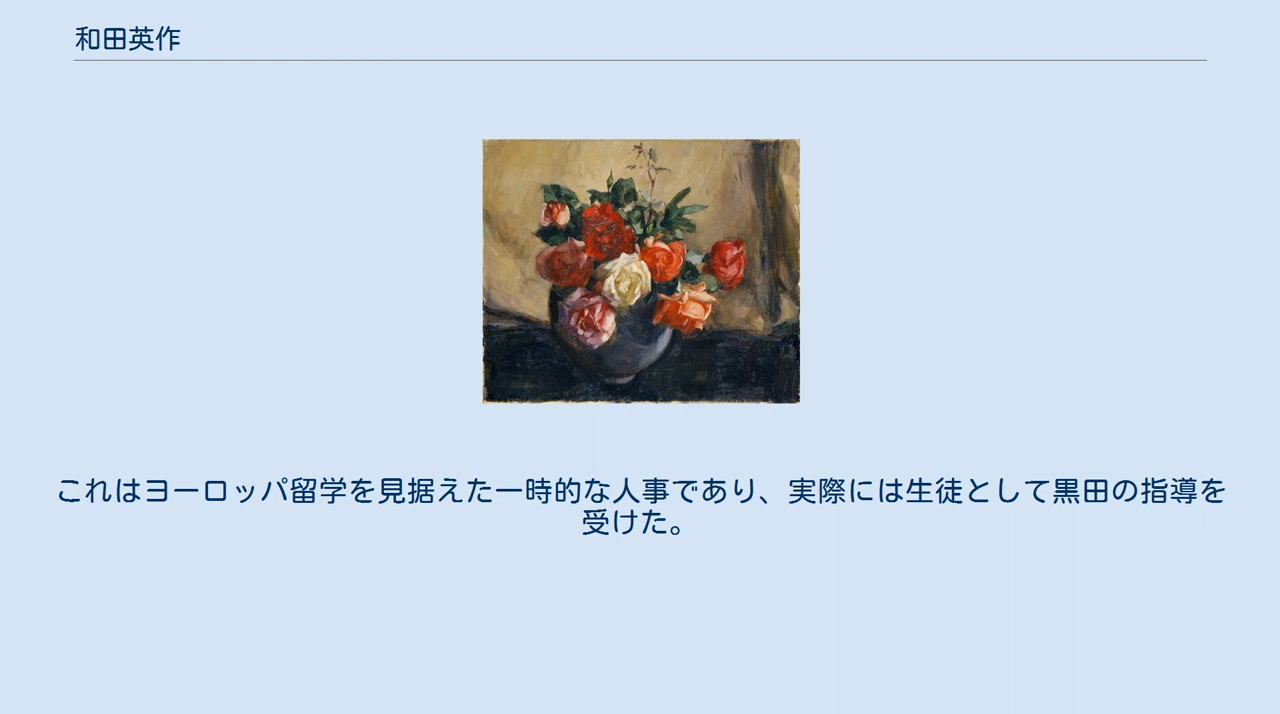 和田英作
これはヨーロッパ留学を見据えた一時的な人事であり、実際には生徒として黒田の指導を
受けた。